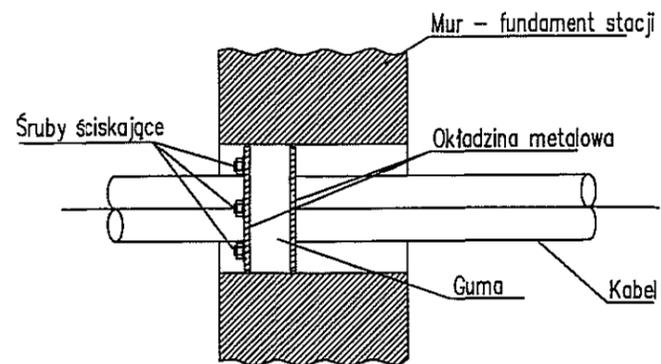 Mur – fundament stacji
Śruby ściskające
Okładzina metalowa
Guma
Kabel